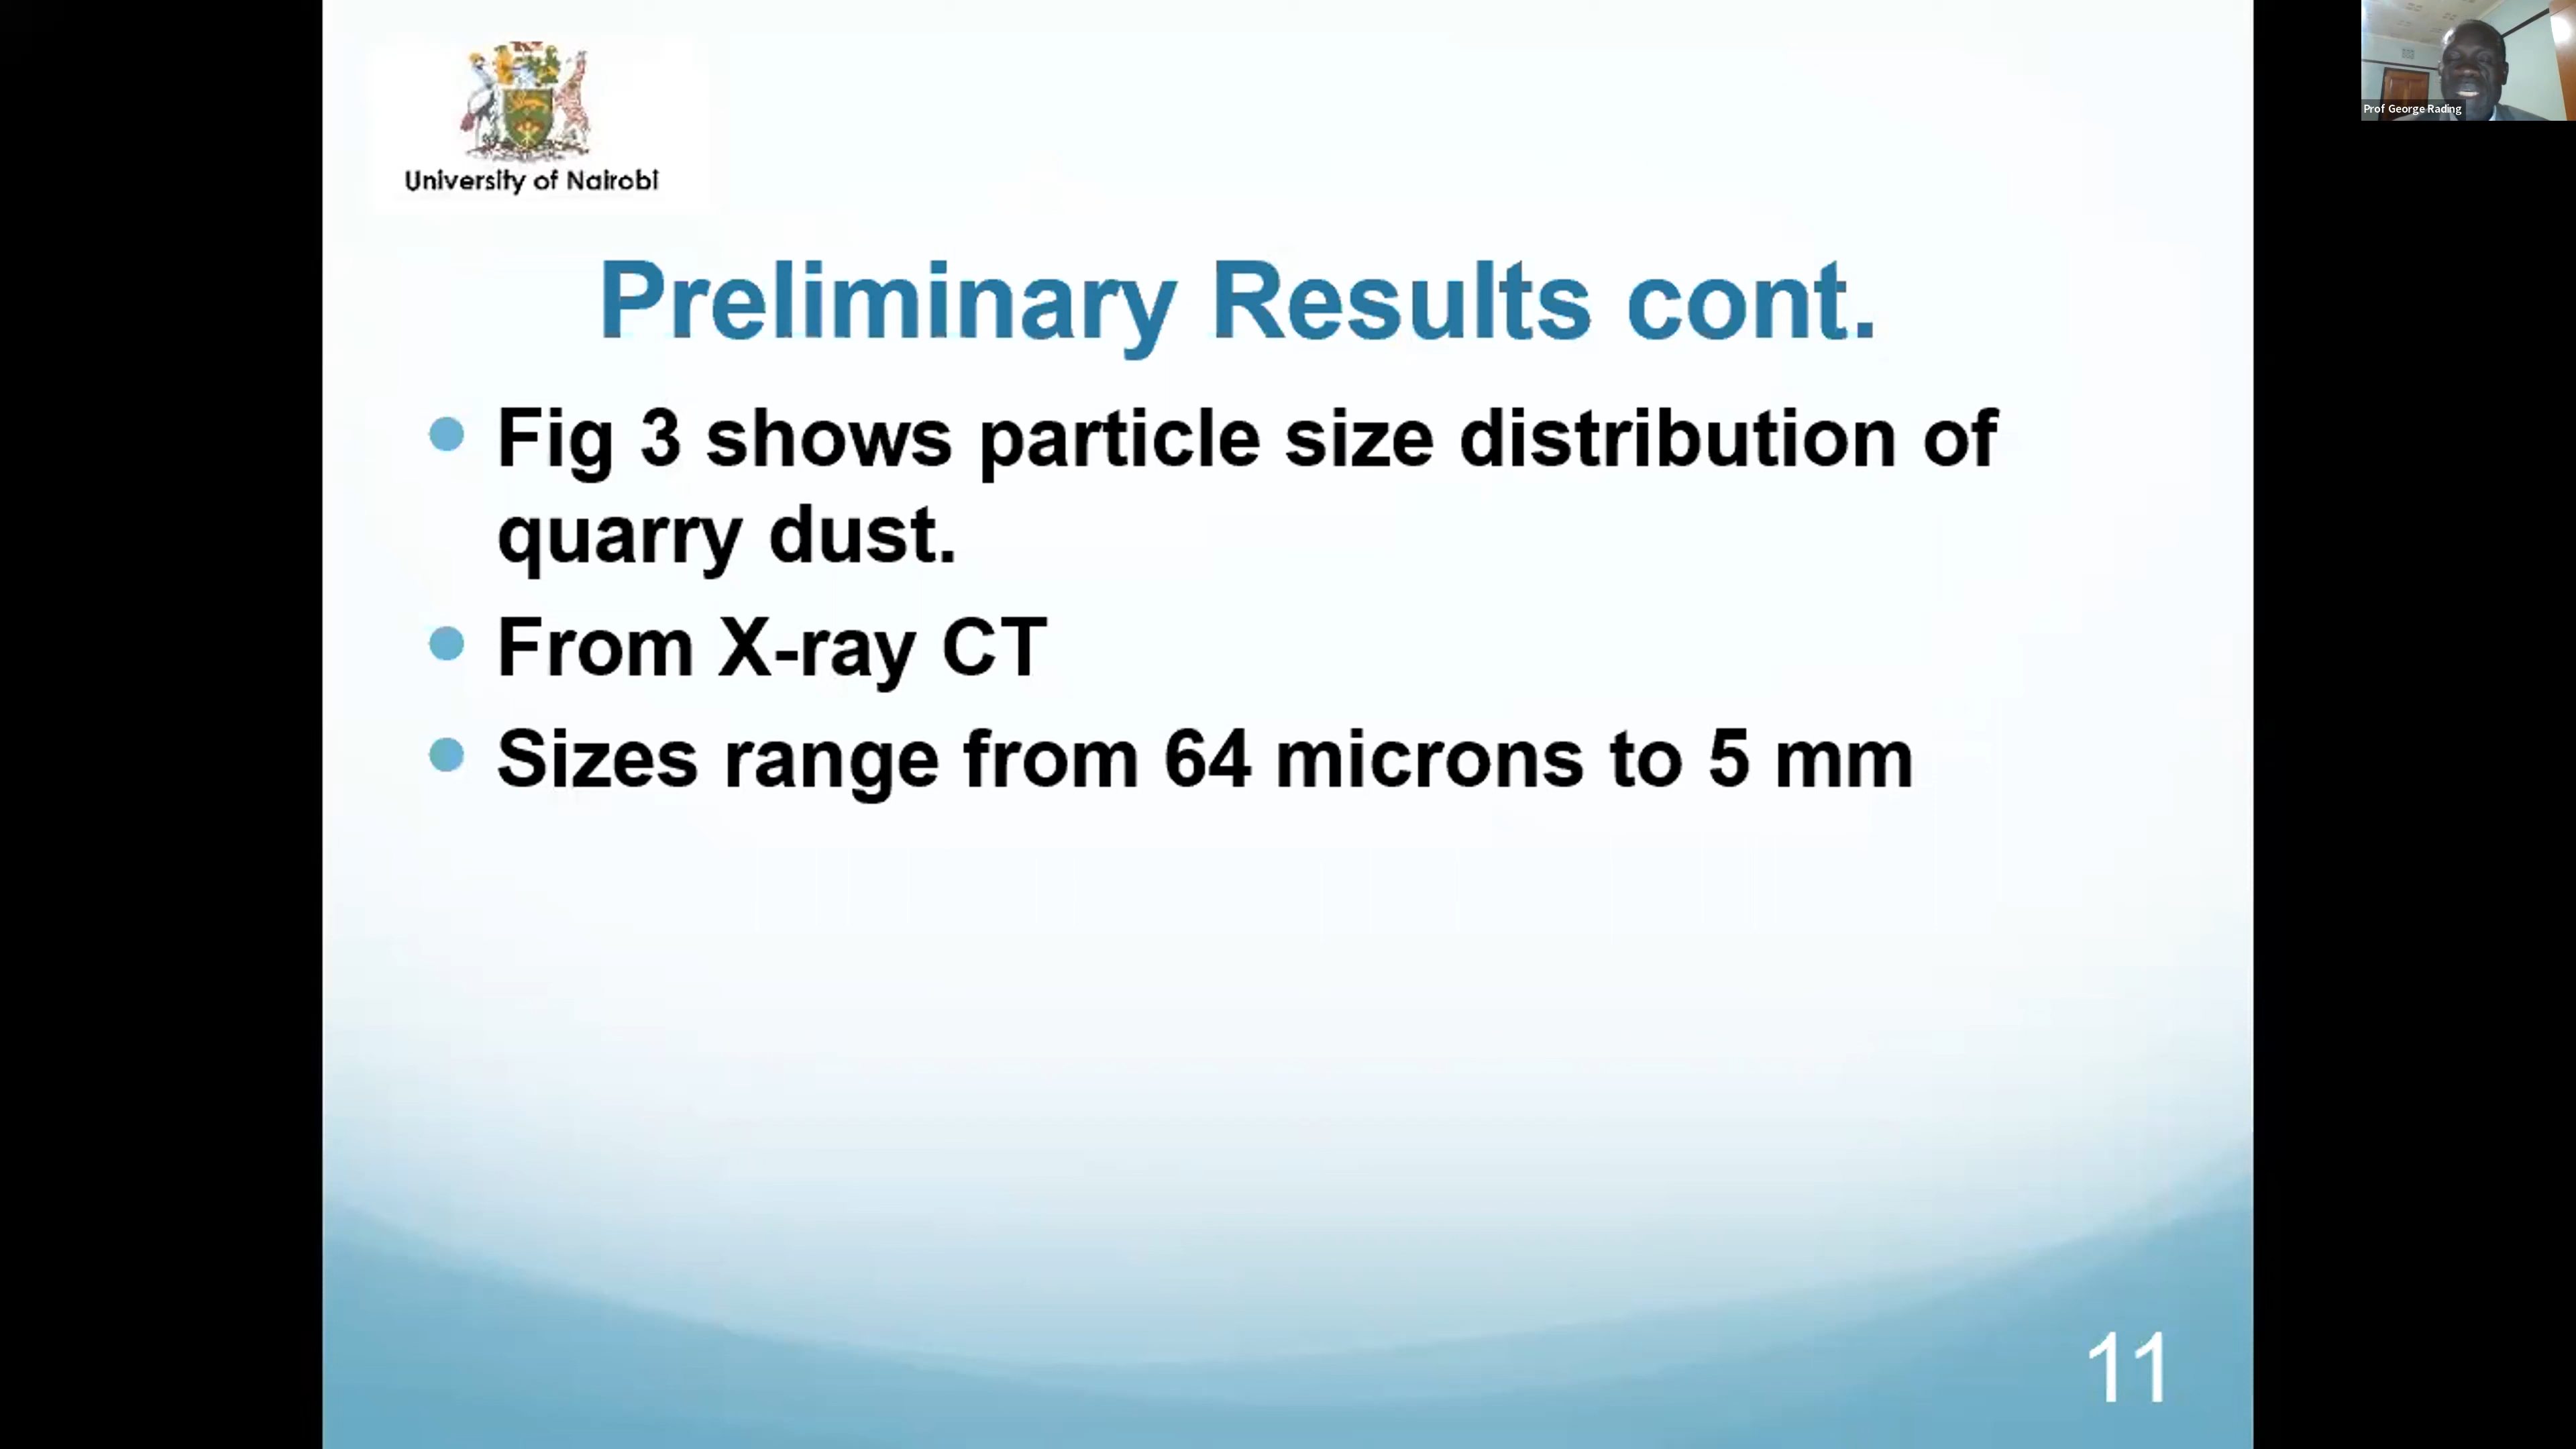 University of Nairobi
Prof George Rading
Preliminary Results cont.
Fig 3 shows particle size distribution of
quarry dust.
From X-ray CT
Sizes range from 64 microns to 5 mm
11